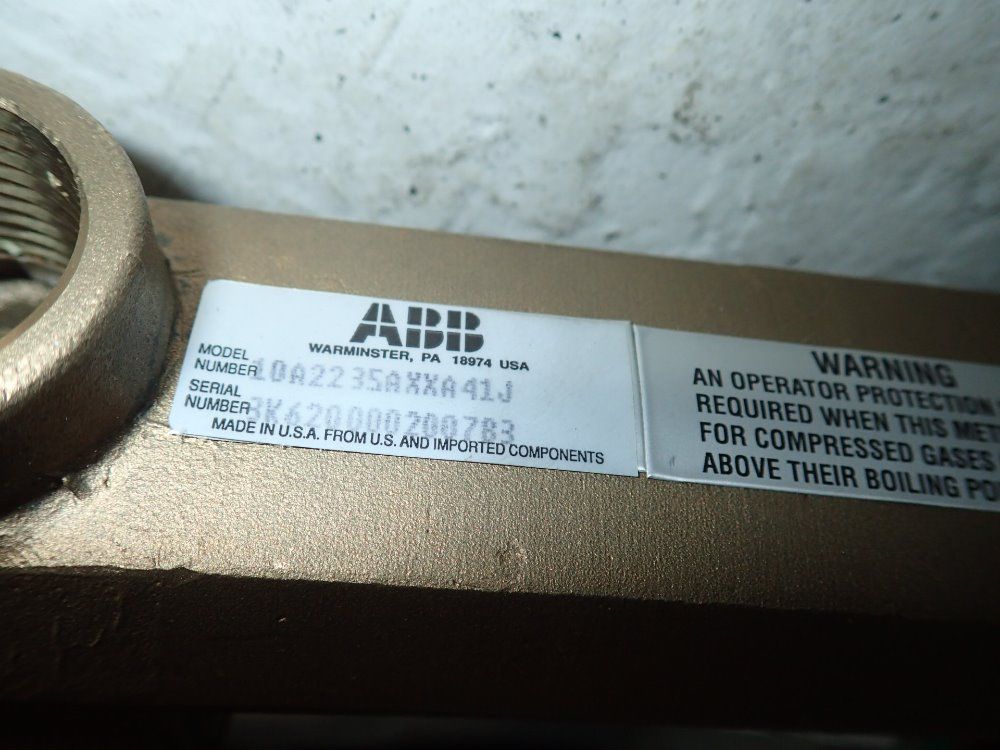 ABB
WARMINSTER, PA 18974 USA
MODEL
NUMBER 10A2235AXXA41J
SERIAL
NUMBER 3K620000200783
MADE IN U.S.A. FROM U.S. AND IMPORTED COMPONENTS
WARNING
AN OPERATOR PROTECTION
REQUIRED WHEN THIS MET
FOR COMPRESSED GASES
ABOVE THEIR BOILING PO